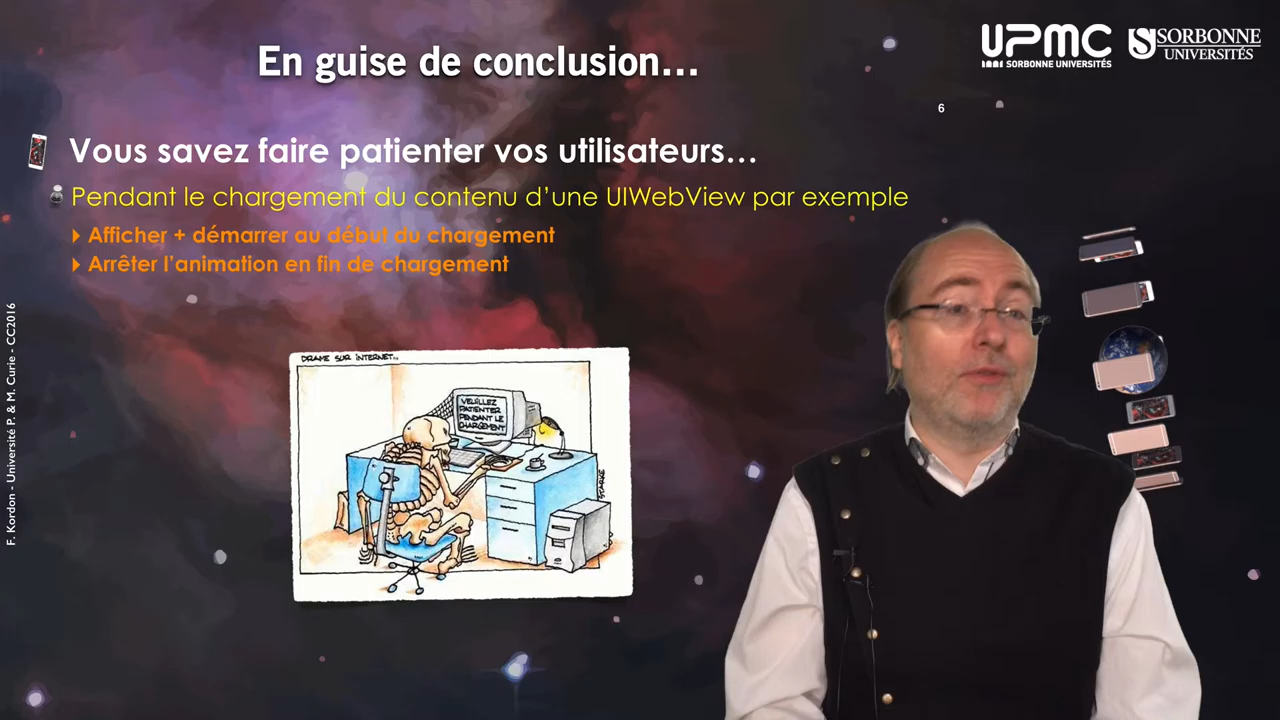 En guise de conclusion...
UPMC
SORBONNE UNIVERSITÉS
SORBONNE
UNIVERSITÉS
6
Vous savez faire patienter vos utilisateurs...
Pendant le chargement du contenu d'une UIWebView par exemple
Afficher + démarrer au début du chargement
Arrêter l'animation en fin de chargement
F. Kordon - Université P. & M. Curie - CC2016
DRAME SUR INTERNET...
VEUILLEZ
PATIENTER
PENDANT LE
CHARGEMENT